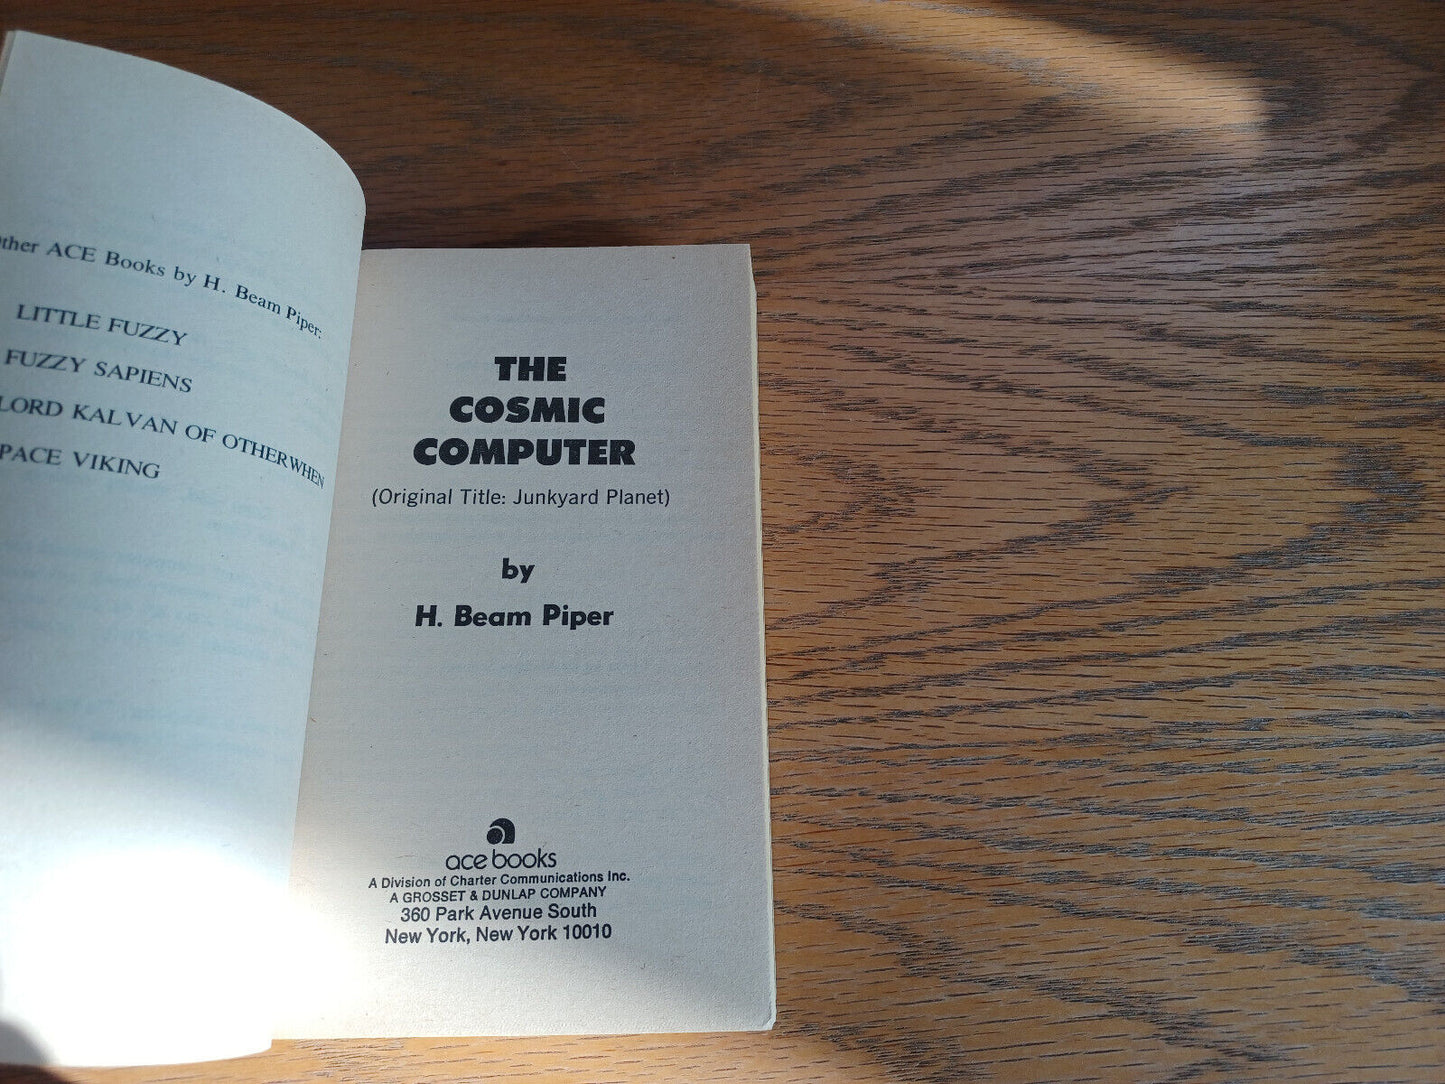 ther ACE Books by H. Beam Piper:
LITTLE FUZZY
FUZZY SAPIENS
LORD KALVAN OF OTHERWHEN
PACE VIKING
THE
COSMIC
COMPUTER
(Original Title: Junkyard Planet)
by
H. Beam Piper
ace books
A Division of Charter Communications Inc.
A GROSSET & DUNLAP COMPANY
360 Park Avenue South
New York, New York 10010